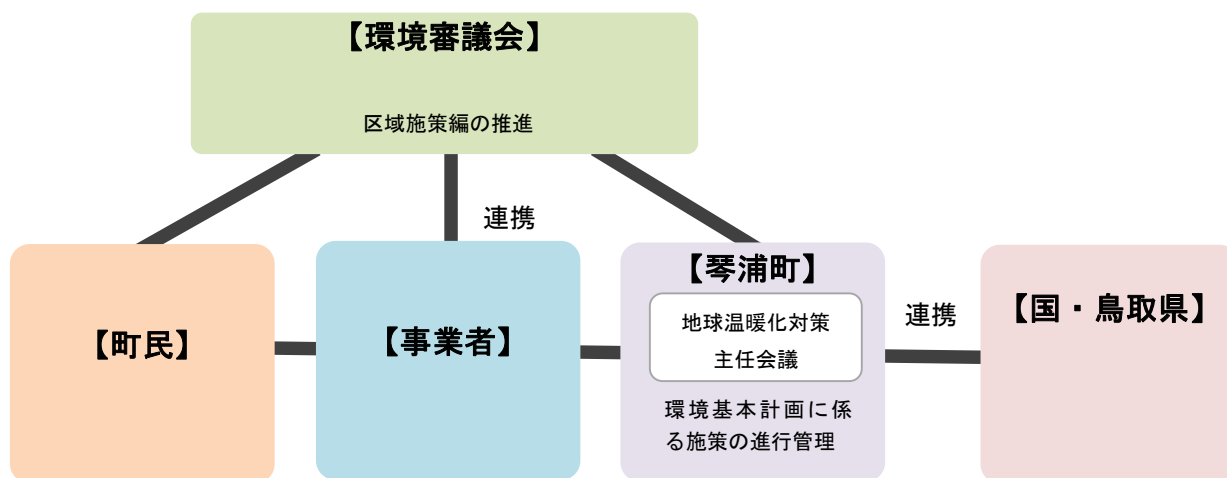 【環境審議会】
区域施策編の推進
連携
【町民】
【事業者】
【琴浦町】
地球温暖化対策
主任会議
環境基本計画に係
る施策の進行管理
連携
【国・鳥取県】